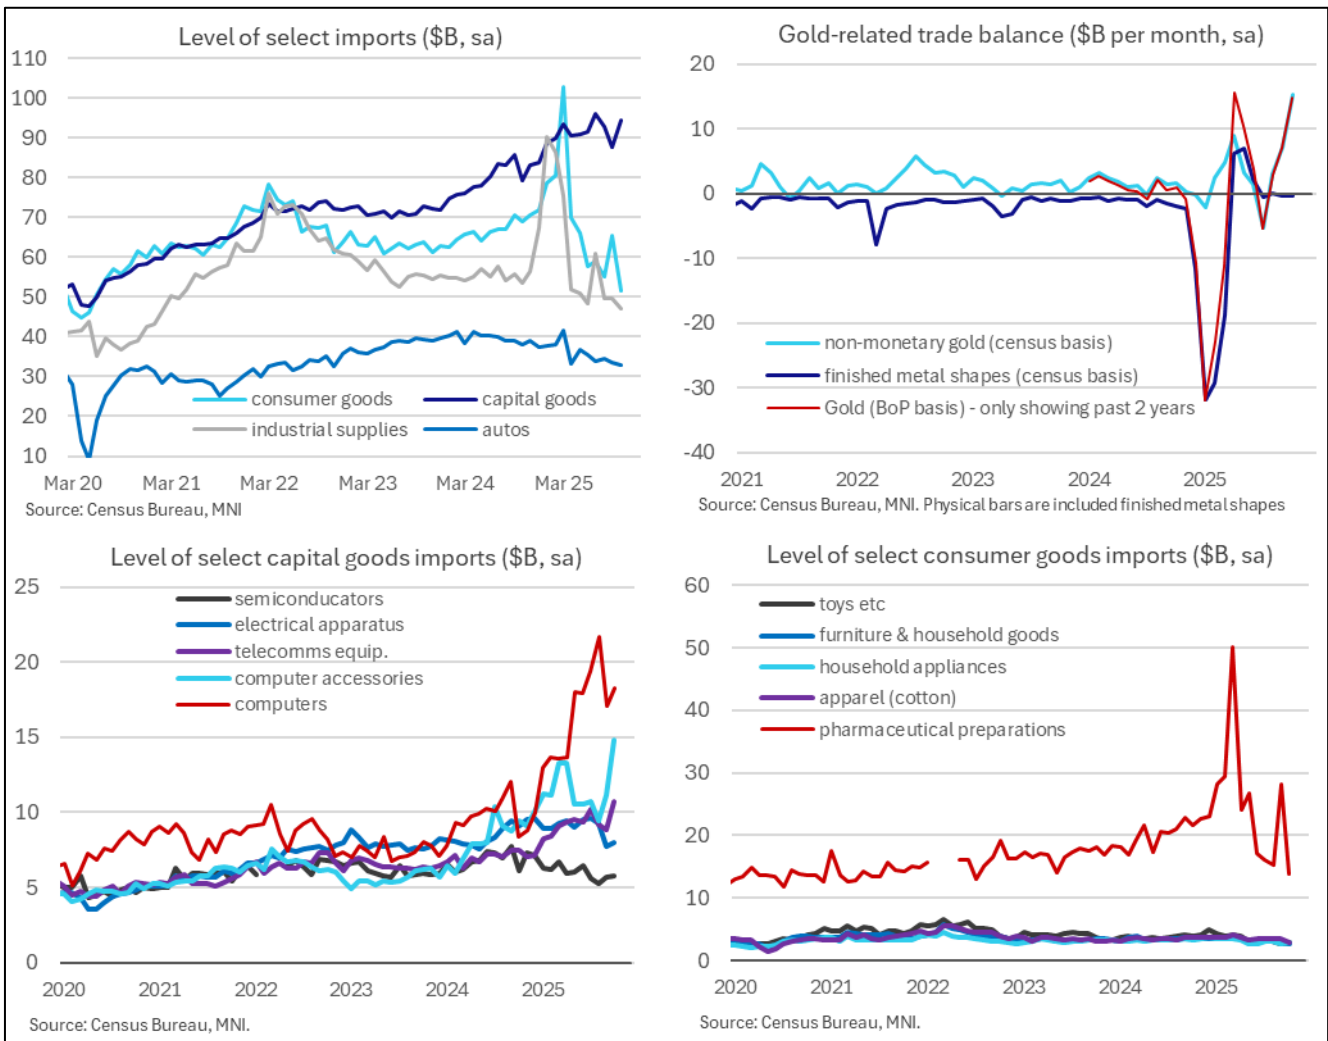 Level of select imports ($B, sa)
110
100
90
80
70
60
50
40
30
20
10
consumer goods
capital goods
industrial supplies
autos
Mar 20
Mar 21
Mar 22
Mar 23
Mar 24
Mar 25
Source: Census Bureau, MNI
Gold-related trade balance ($B per month, sa)
20
10
0
-10
-20
-30
-40
non-monetary gold (census basis)
finished metal shapes (census basis)
Gold (BoP basis) - only showing past 2 years
2021
2022
2023
2024
2025
Source: Census Bureau, MNI. Physical bars are included finished metal shapes
Level of select capital goods imports ($B, sa)
25
20
15
10
5
0
semiconducators
electrical apparatus
telecomms equip.
computer accessories
computers
2020
2021
2022
2023
2024
2025
Source: Census Bureau, MNI.
Level of select consumer goods imports ($B, sa)
60
50
40
30
20
10
0
toys etc
furniture & household goods
household appliances
apparel (cotton)
pharmaceutical preparations
2020
2021
2022
2023
2024
2025
Source: Census Bureau, MNI.